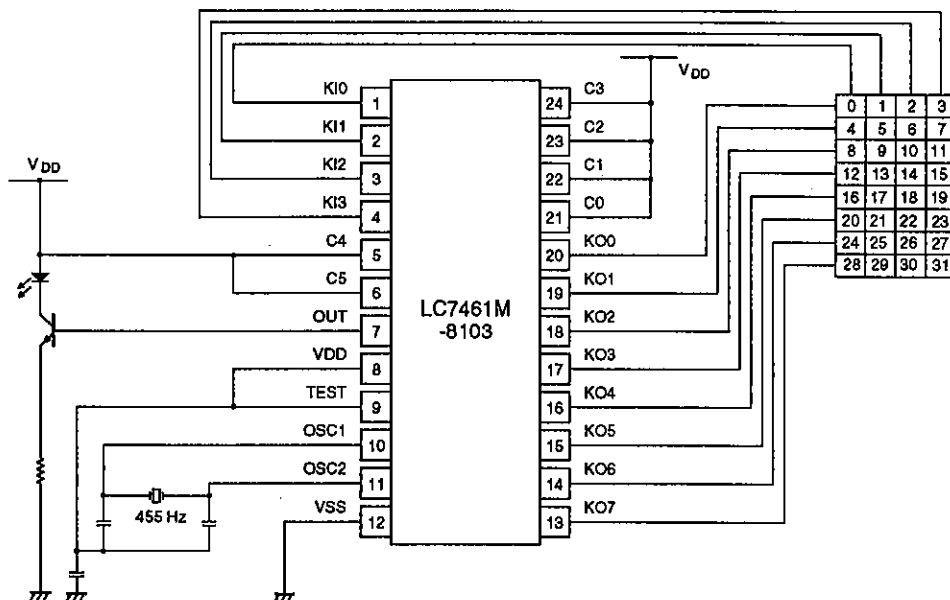 VDD
KI0
KI1
KI2
KI3
C4
C5
OUT
VDD
TEST
OSC1
OSC2
VSS
455 Hz
1
2
3
4
5
6
7
8
9
10
11
12
LC7461M
-8103
24
23
22
21
20
19
18
17
16
15
14
13
C3
C2
C1
C0
KO0
KO1
KO2
KO3
KO4
KO5
KO6
KO7
VDD
0 1 2 3
4 5 6 7
8 9 10 11
12 13 14 15
16 17 18 19
20 21 22 23
24 25 26 27
28 29 30 31